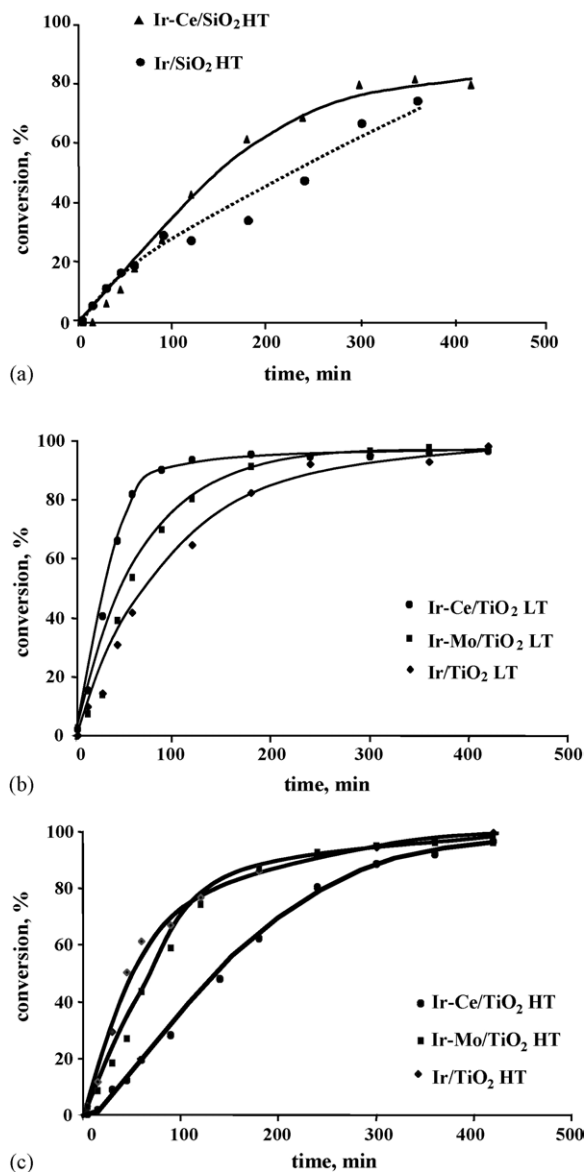 Ir-Ce/SiO₂HT
Ir/SiO₂ HT
100
80
60
40
20
0
conversion, %
0
100
200
300
400
500
time, min
(a)
100
80
60
40
20
0
conversion, %
Ir-Ce/TiO₂ LT
Ir-Mo/TiO₂ LT
Ir/TiO₂ LT
0
100
200
300
400
500
time, min
(b)
100
80
60
40
20
0
conversion, %
Ir-Ce/TiO₂ HT
Ir-Mo/TiO₂ HT
Ir/TiO₂ HT
0
100
200
300
400
500
time, min
(c)